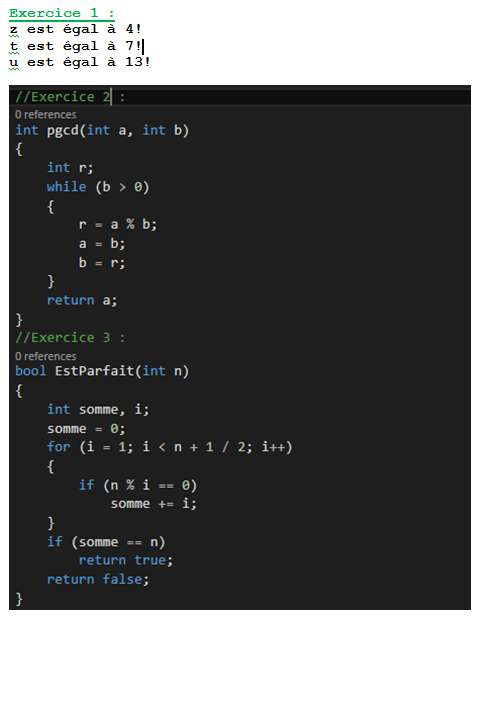 Exercice 1 :
z est égal à 4!
t est égal à 7!
u est égal à 13!
//Exercice 2 :
0 references
int pgcd(int a, int b)
{
    int r;
    while (b > 0)
    {
        r = a % b;
        a = b;
        b = r;
    }
    return a;
}
//Exercice 3 :
0 references
bool EstParfait(int n)
{
    int somme, i;
    somme = 0;
    for (i = 1; i < n + 1 / 2; i++)
    {
        if (n % i == 0)
            somme += i;
    }
    if (somme == n)
        return true;
    return false;
}